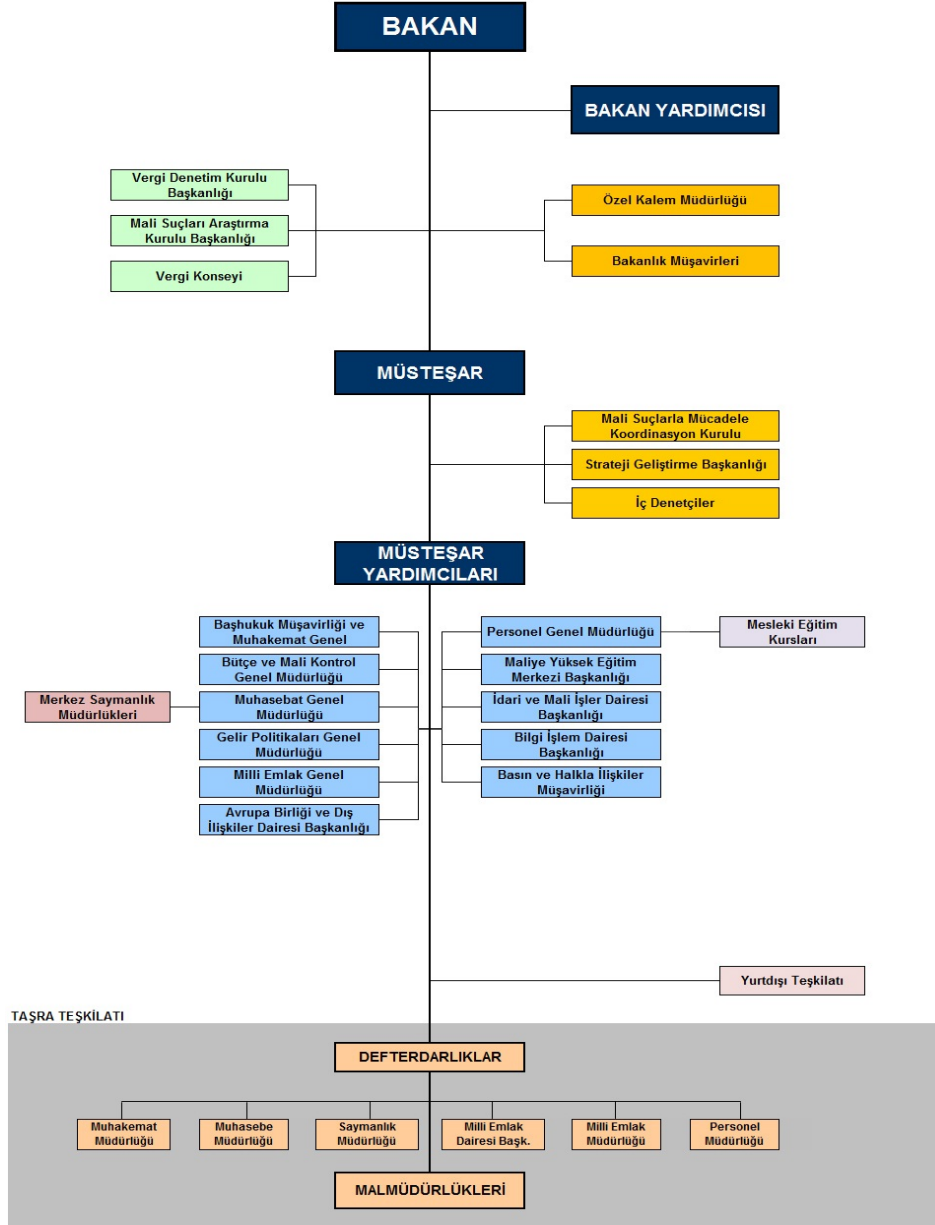 BAKAN
BAKAN YARDIMCISI
Vergi Denetim Kurulu
Başkanlığı
Mali Suçları Araştırma
Kurulu Başkanlığı
Vergi Konseyi
Özel Kalem Müdürlüğü
Bakanlık Müşavirleri
MÜSTEŞAR
Mali Suçlarla Mücadele
Koordinasyon Kurulu
Strateji Geliştirme Başkanlığı
İç Denetçiler
MÜSTEŞAR
YARDIMCILARI
Başhukuk Müşavirliği ve
Muhakemat Genel
Bütçe ve Mali Kontrol
Genel Müdürlüğü
Merkez Saymanlık
Müdürlükleri
Muhasebat Genel
Müdürlüğü
Gelir Politikaları Genel
Müdürlüğü
Milli Emlak Genel
Müdürlüğü
Avrupa Birliği ve Dış
İlişkiler Dairesi Başkanlığı
Personel Genel Müdürlüğü
Mesleki Eğitim
Kursları
Maliye Yüksek Eğitim
Merkezi Başkanlığı
İdari ve Mali İşler Dairesi
Başkanlığı
Bilgi İşlem Dairesi
Başkanlığı
Basın ve Halkla İlişkiler
Müşavirliği
Yurtdışı Teşkilatı
TAŞRA TEŞKİLATI
DEFTERDARLIKLAR
Muhakemat
Müdürlüğü
Muhasebe
Müdürlüğü
Saymanlık
Müdürlüğü
Milli Emlak
Dairesi Başk.
Milli Emlak
Müdürlüğü
Personel
Müdürlüğü
MALMÜDÜRLÜKLERİ